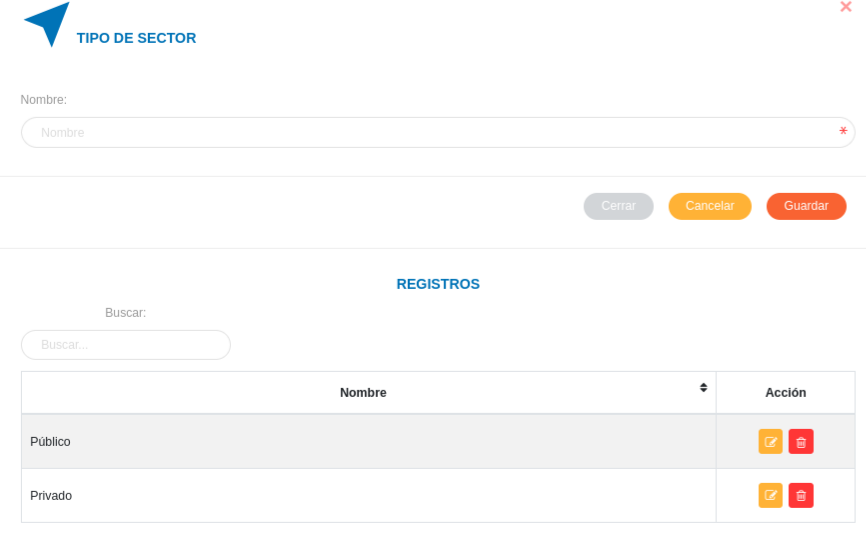 TIPO DE SECTOR
Nombre:
Nombre
*
Cerrar Cancelar Guardar
REGISTROS
Buscar:
Buscar...
Nombre Acción
Público
Privado